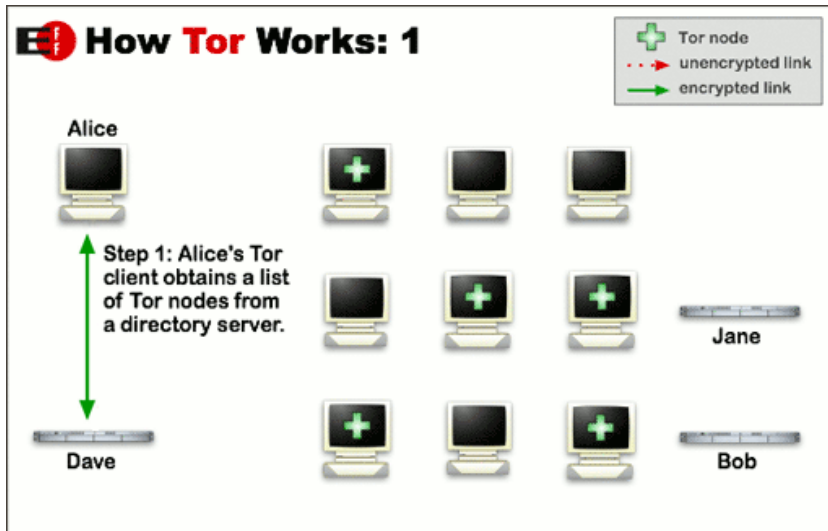 EFF How Tor Works: 1
Tor node
unencrypted link
encrypted link
Alice
Step 1: Alice's Tor
client obtains a list
of Tor nodes from
a directory server.
Jane
Dave
Bob